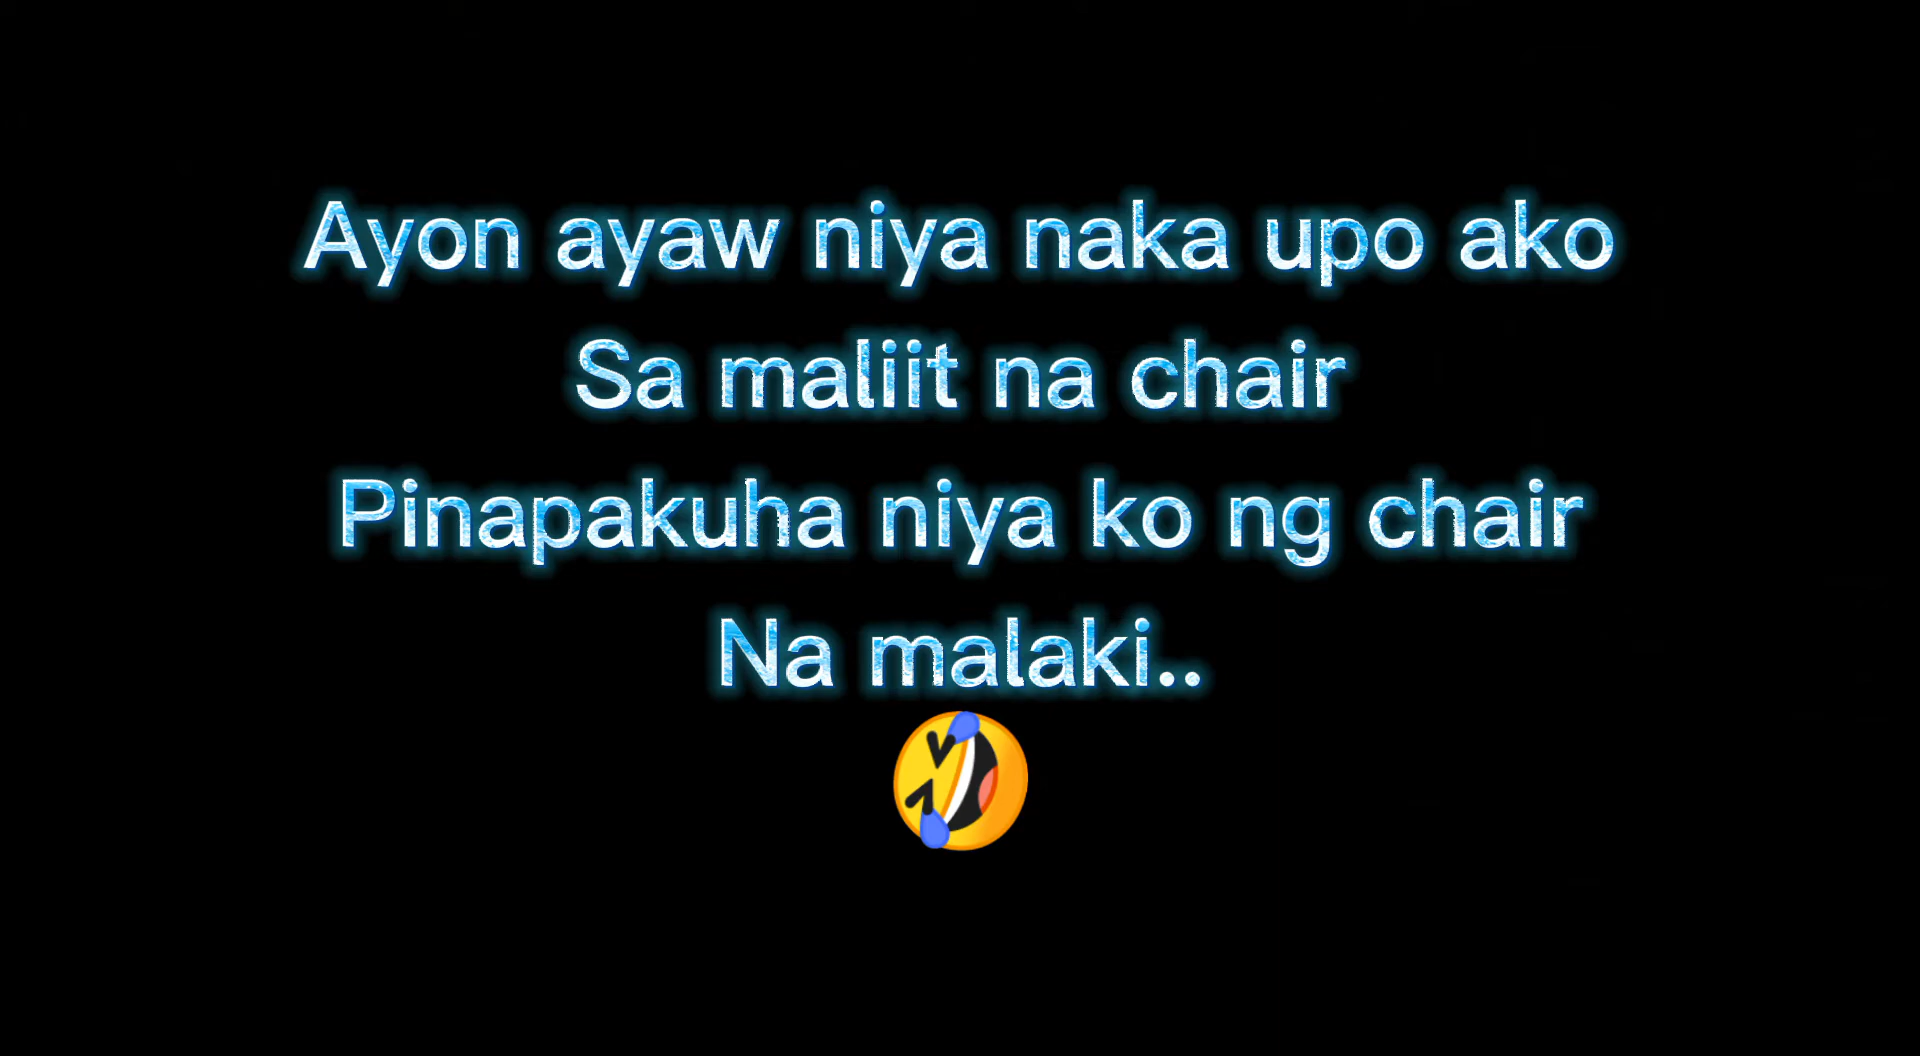 Ayon ayaw niya naka upo ako
Sa maliit na chair
Pinapakuha niya ko ng chair
Na malaki..
🤣